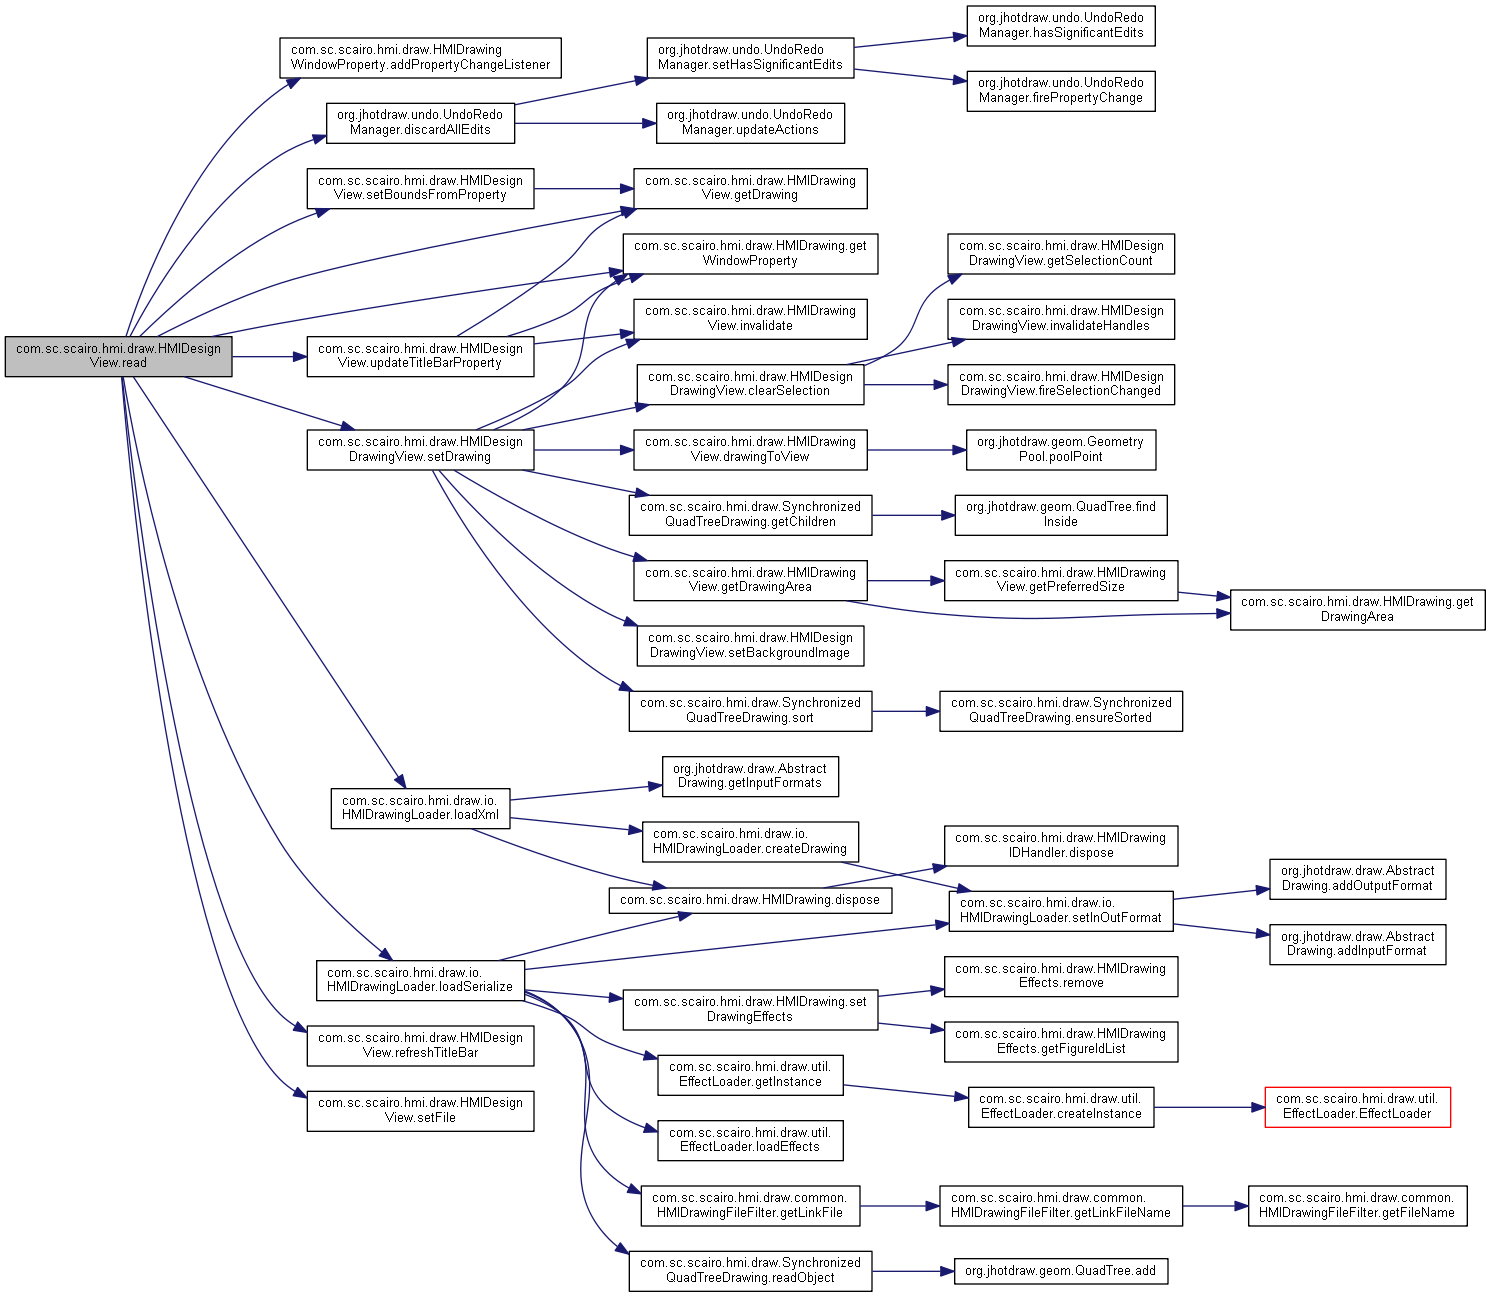 com.sc.scairo.hmi.draw.HMIDesign
View.read
com.sc.scairo.hmi.draw.HMIDrawing
WindowProperty.addPropertyChangeListener
org.jhotdraw.undo.UndoRedo
Manager.discardAllEdits
com.sc.scairo.hmi.draw.HMIDesign
View.setBoundsFromProperty
com.sc.scairo.hmi.draw.HMIDesign
View.updateTitleBarProperty
com.sc.scairo.hmi.draw.HMIDesign
DrawingView.setDrawing
com.sc.scairo.hmi.draw.io.
HMIDrawingLoader.loadXml
com.sc.scairo.hmi.draw.io.
HMIDrawingLoader.loadSerialize
com.sc.scairo.hmi.draw.HMIDesign
View.refreshTitleBar
com.sc.scairo.hmi.draw.HMIDesign
View.setFile
org.jhotdraw.undo.UndoRedo
Manager.setHasSignificantEdits
org.jhotdraw.undo.UndoRedo
Manager.updateActions
com.sc.scairo.hmi.draw.HMIDrawing
View.getDrawing
com.sc.scairo.hmi.draw.HMIDrawing.get
WindowProperty
com.sc.scairo.hmi.draw.HMIDrawing
View.invalidate
com.sc.scairo.hmi.draw.HMIDesign
DrawingView.clearSelection
com.sc.scairo.hmi.draw.HMIDrawing
View.drawingToView
com.sc.scairo.hmi.draw.Synchronized
QuadTreeDrawing.getChildren
com.sc.scairo.hmi.draw.HMIDrawing
View.getDrawingArea
com.sc.scairo.hmi.draw.HMIDesign
DrawingView.setBackgroundImage
com.sc.scairo.hmi.draw.Synchronized
QuadTreeDrawing.sort
org.jhotdraw.draw.Abstract
Drawing.getInputFormats
com.sc.scairo.hmi.draw.io.
HMIDrawingLoader.createDrawing
com.sc.scairo.hmi.draw.HMIDrawing.dispose
com.sc.scairo.hmi.draw.HMIDrawing.set
DrawingEffects
com.sc.scairo.hmi.draw.util.
EffectLoader.getInstance
com.sc.scairo.hmi.draw.util.
EffectLoader.loadEffects
com.sc.scairo.hmi.draw.common.
HMIDrawingFileFilter.getLinkFile
com.sc.scairo.hmi.draw.Synchronized
QuadTreeDrawing.readObject
org.jhotdraw.undo.UndoRedo
Manager.hasSignificantEdits
org.jhotdraw.undo.UndoRedo
Manager.firePropertyChange
com.sc.scairo.hmi.draw.HMIDesign
DrawingView.getSelectionCount
com.sc.scairo.hmi.draw.HMIDesign
DrawingView.invalidateHandles
com.sc.scairo.hmi.draw.HMIDesign
DrawingView.fireSelectionChanged
org.jhotdraw.geom.Geometry
Pool.poolPoint
org.jhotdraw.geom.QuadTree.find
Inside
com.sc.scairo.hmi.draw.HMIDrawing
View.getPreferredSize
com.sc.scairo.hmi.draw.Synchronized
QuadTreeDrawing.ensureSorted
com.sc.scairo.hmi.draw.HMIDrawing
IDHandler.dispose
com.sc.scairo.hmi.draw.io.
HMIDrawingLoader.setInOutFormat
com.sc.scairo.hmi.draw.HMIDrawing
Effects.remove
com.sc.scairo.hmi.draw.HMIDrawing
Effects.getFigureIdList
com.sc.scairo.hmi.draw.util.
EffectLoader.createInstance
com.sc.scairo.hmi.draw.common.
HMIDrawingFileFilter.getLinkFileName
org.jhotdraw.geom.QuadTree.add
com.sc.scairo.hmi.draw.HMIDrawing.get
DrawingArea
org.jhotdraw.draw.Abstract
Drawing.addOutputFormat
org.jhotdraw.draw.Abstract
Drawing.addInputFormat
com.sc.scairo.hmi.draw.util.
EffectLoader.EffectLoader
com.sc.scairo.hmi.draw.common.
HMIDrawingFileFilter.getFileName